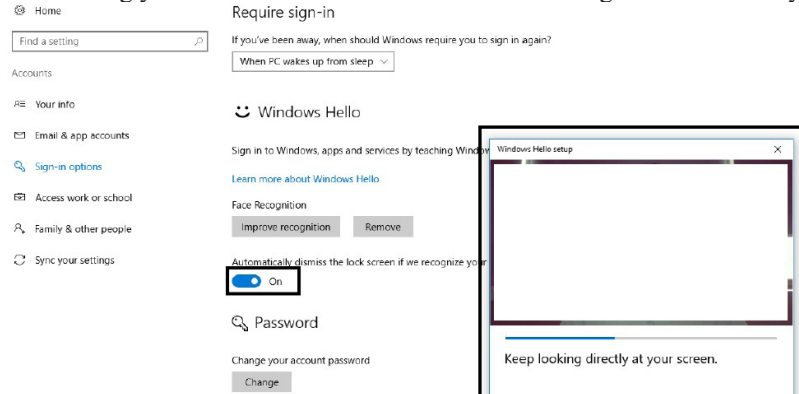 Home
Find a setting
Accounts
Your info
Email & app accounts
Sign-in options
Access work or school
Family & other people
Sync your settings
Require sign-in
If you've been away, when should Windows require you to sign in again?
When PC wakes up from sleep
Windows Hello
Sign in to Windows, apps and services by teaching
Learn more about Windows Hello
Face Recognition
Improve recognition Remove
Automatically dismiss the lock screen if we recognize your
On
Password
Change your account password
Change
Windows Hello setup
Keep looking directly at your screen.